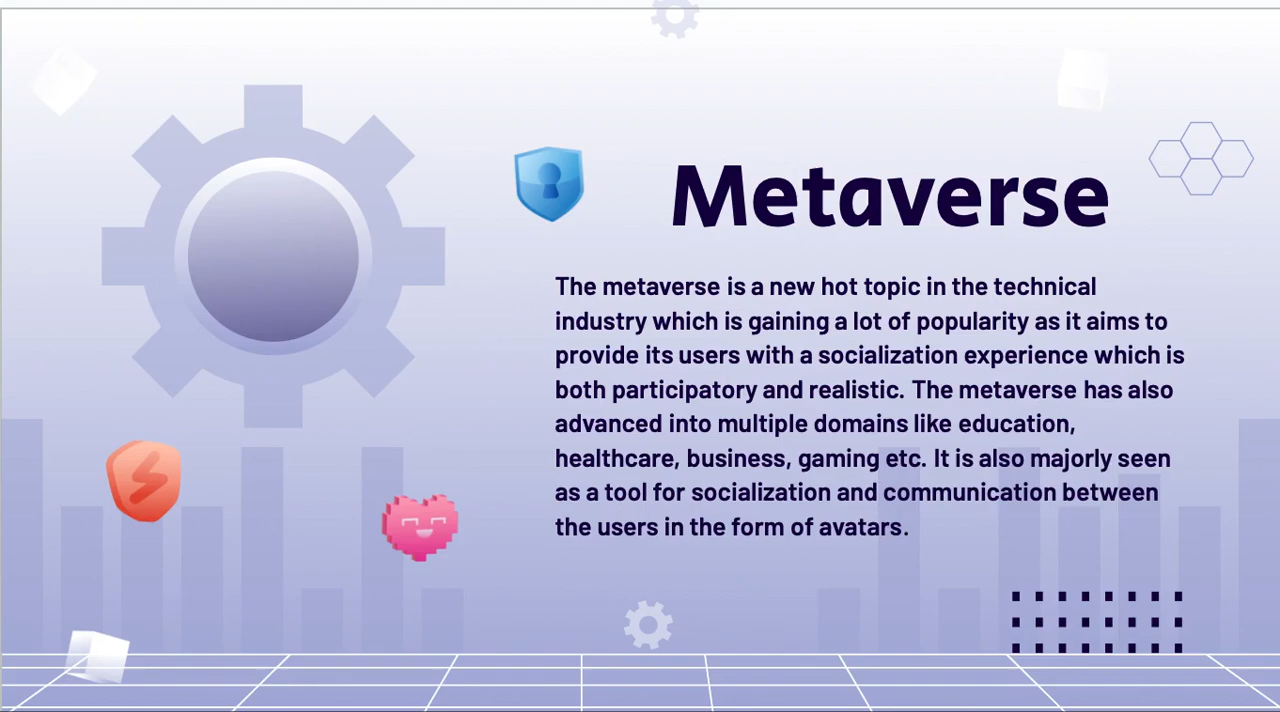 Metaverse
The metaverse is a new hot topic in the technical
industry which is gaining a lot of popularity as it aims to
provide its users with a socialization experience which is
both participatory and realistic. The metaverse has also
advanced into multiple domains like education,
healthcare, business, gaming etc. It is also majorly seen
as a tool for socialization and communication between
the users in the form of avatars.